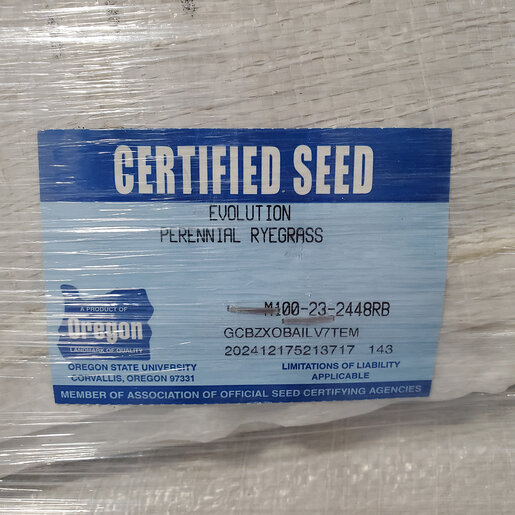 CERTIFIED SEED
EVOLUTION
PERENNIAL RYEGRASS
M100-23-2448RB
A PRODUCT OF
Oregon
LANDMARK OF QUALITY
GCBZXOBAILV7TEM
202412175213717 143
OREGON STATE UNIVERSITY
CORVALLIS, OREGON 97331
LIMITATIONS OF LIABILITY
APPLICABLE
MEMBER OF ASSOCIATION OF OFFICIAL SEED CERTIFYING AGENCIES